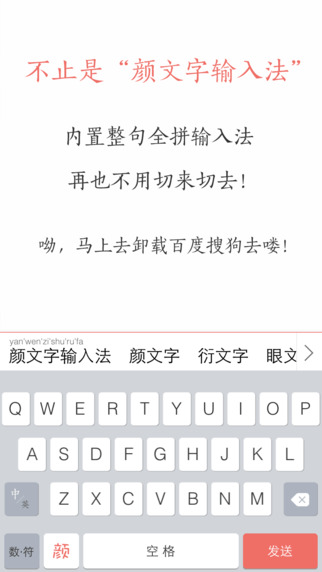 不止是“颜文字输入法”
内置整句全拼输入法
再也不用切来切去!
呦，马上去卸载百度搜狗去喽!
yan'wen'zi'shu'ru'fa
颜文字输入法 颜文字 衍文字 眼文
Q W E R T Y U I O P
A S D F G H J K L
中 英 Z X C V B N M
数·符 颜 空格 发送